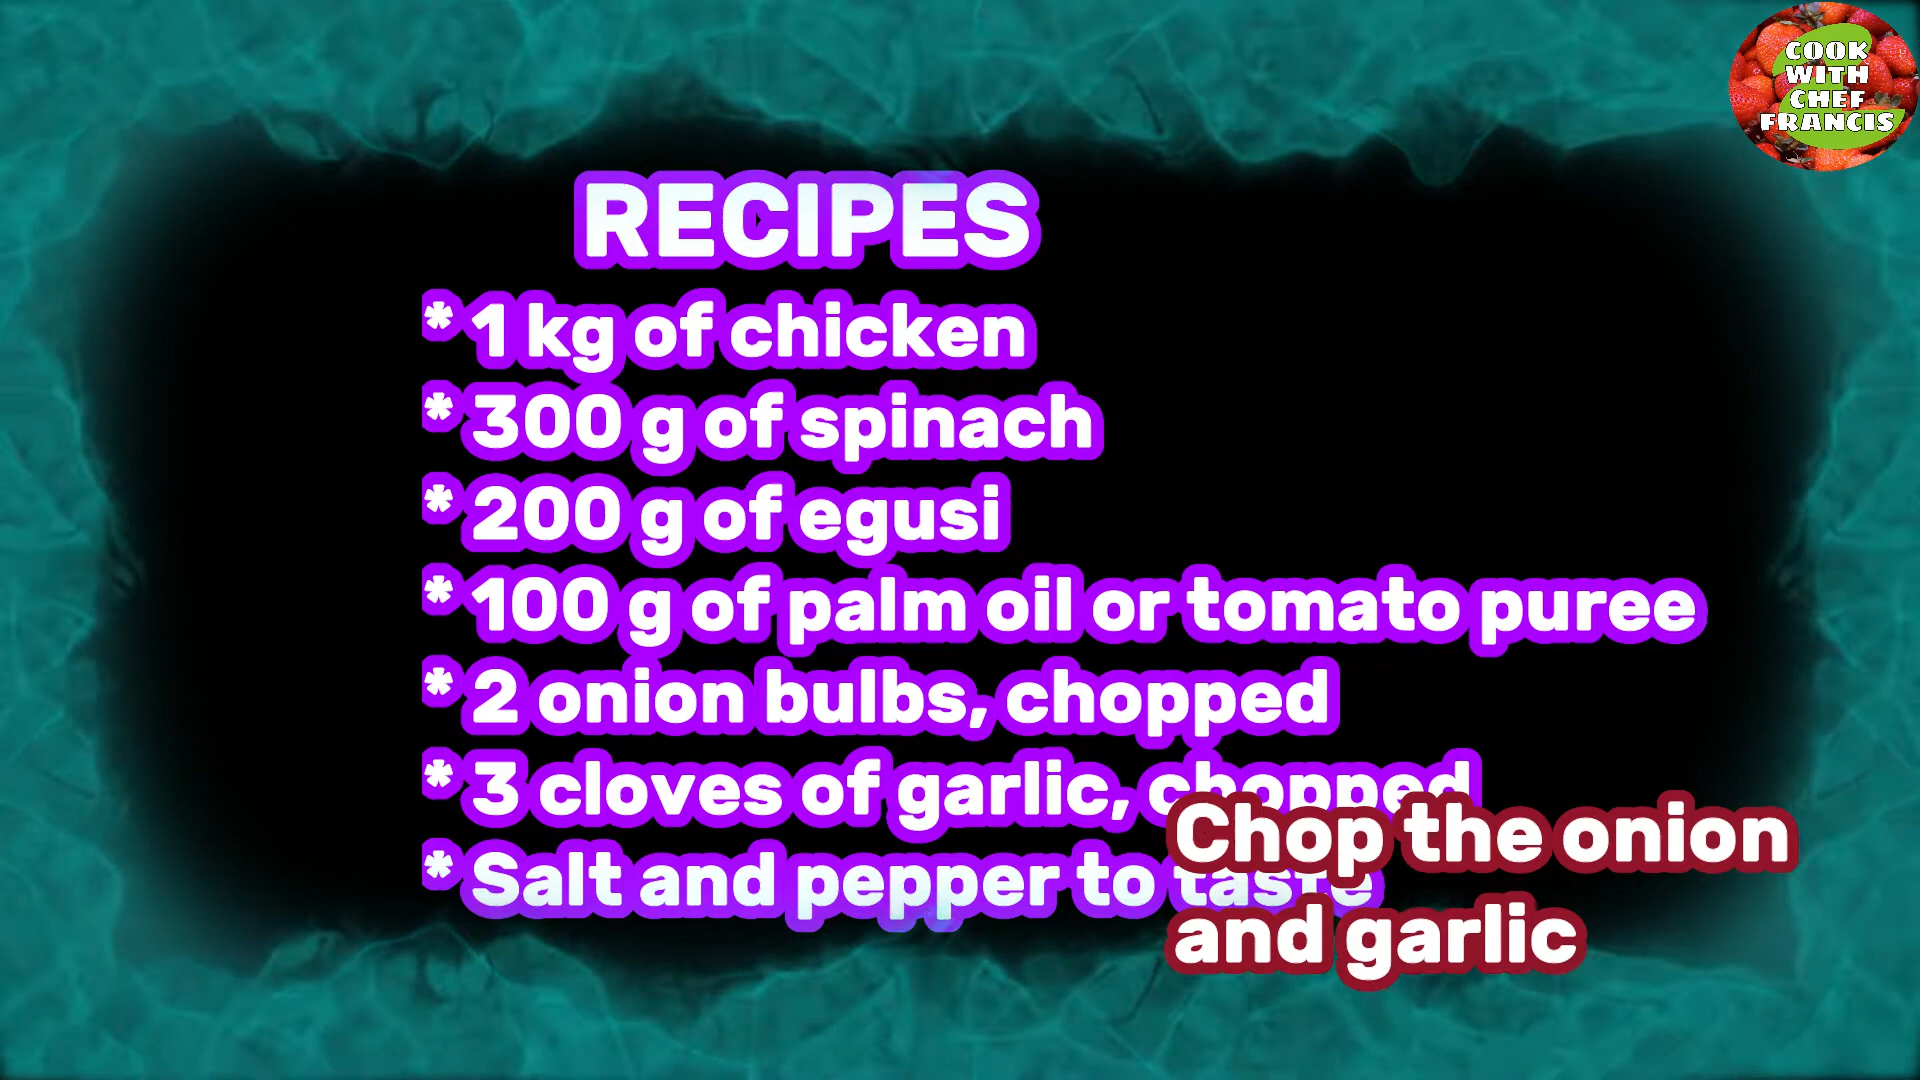 COOK
WITH
CHEF
FRANCIS
RECIPES
* 1 kg of chicken
* 300 g of spinach
* 200 g of egusi
* 100 g of palm oil or tomato puree
* 2 onion bulbs, chopped
* 3 cloves of garlic, chopped
* Salt and pepper to taste
Chop the onion
and garlic